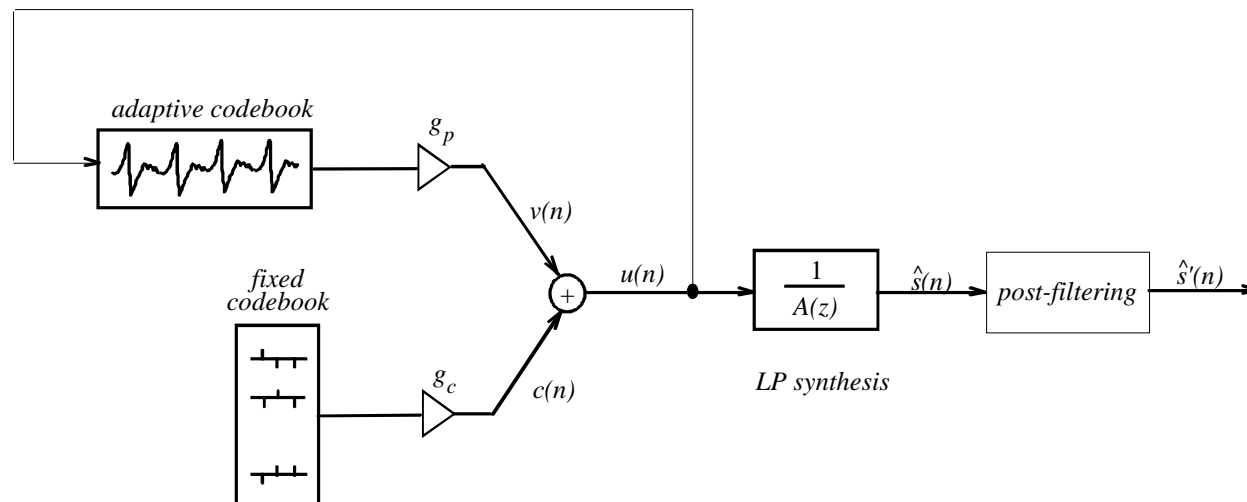 adaptive codebook
g_p
v(n)
fixed
codebook
u(n)
+
1
A(z)
ŝ(n)
post-filtering
ŝ'(n)
g_c
c(n)
LP synthesis